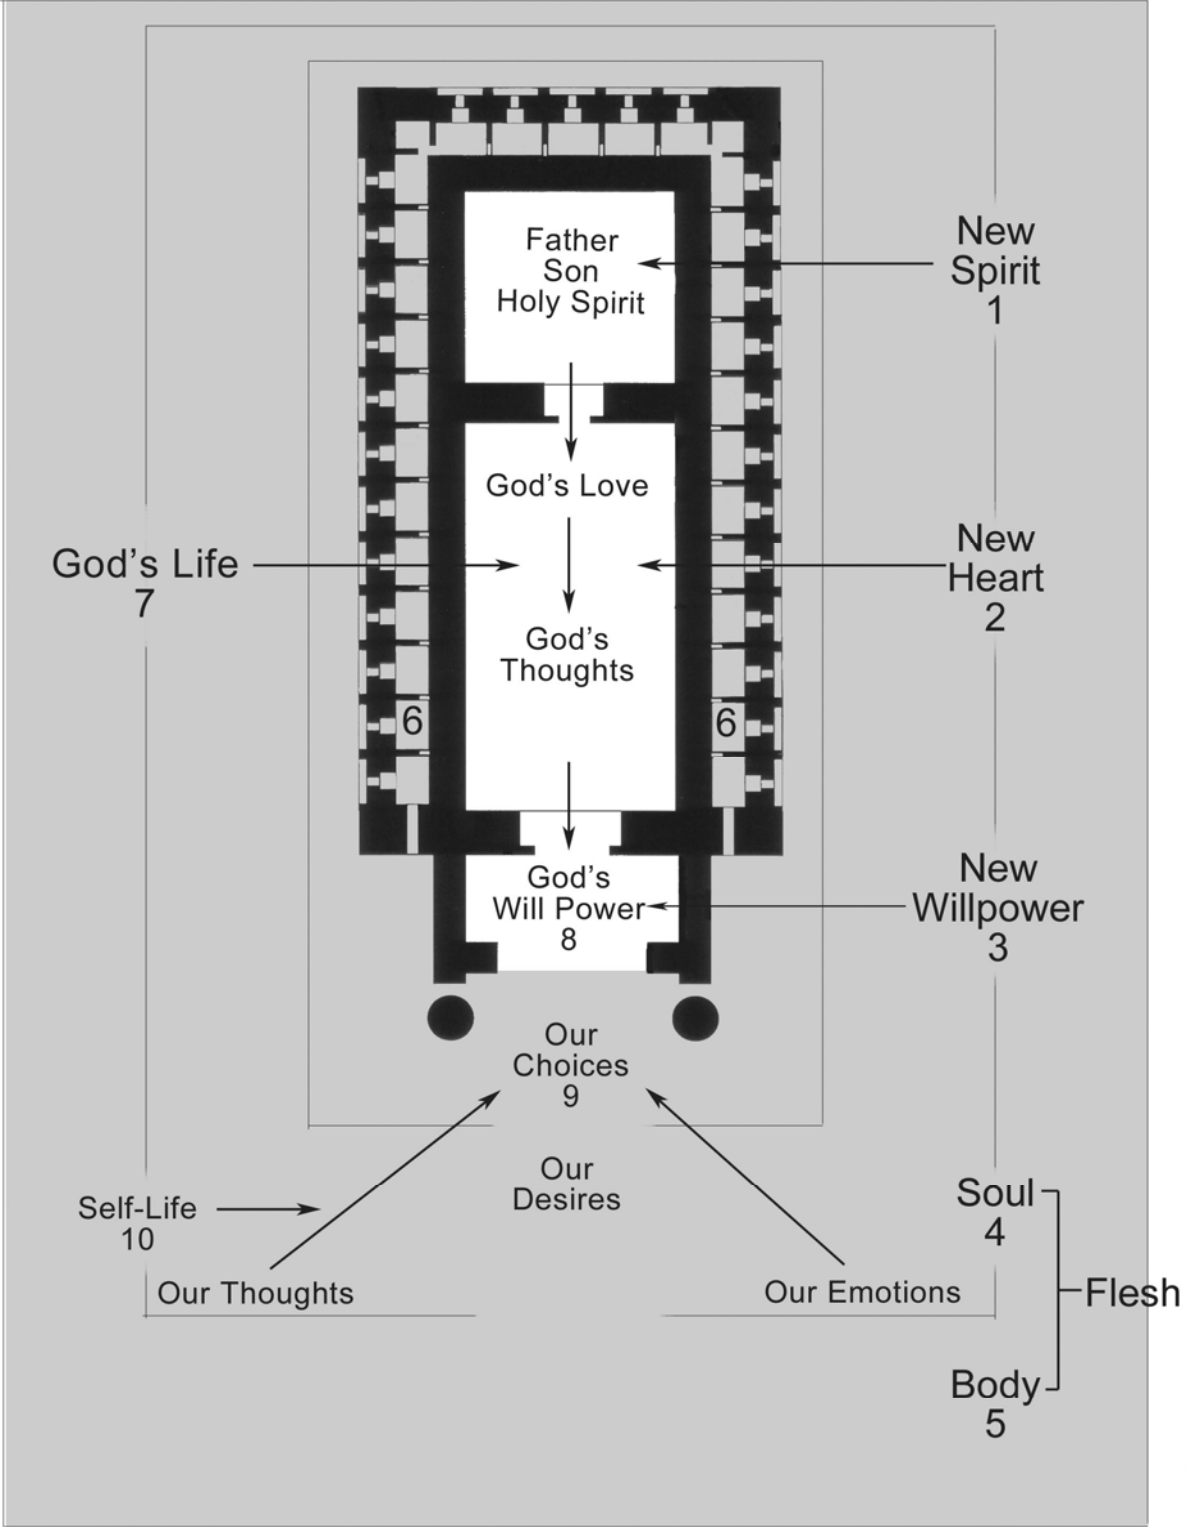 New
Spirit
1
Father
Son
Holy Spirit
God's Love
God's Life
7
New
Heart
2
God's
Thoughts
6
6
God's
Will Power
8
New
Willpower
3
Our
Choices
9
Our
Desires
Self-Life
10
Our Thoughts
Our Emotions
Soul
4
Flesh
Body
5